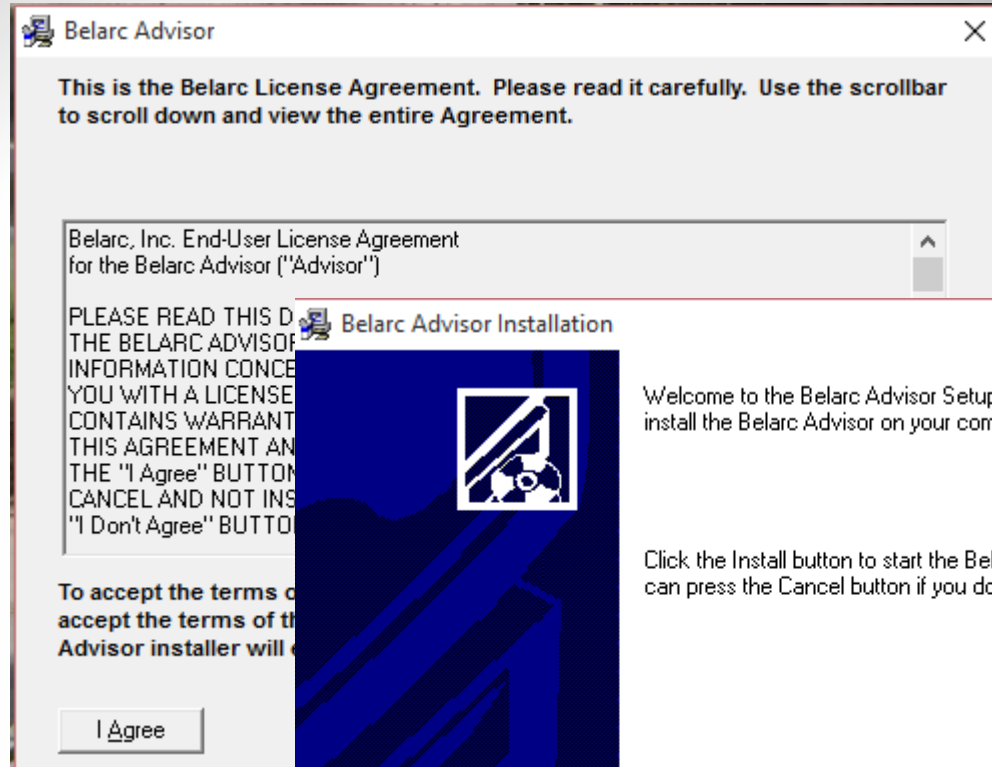 Belarc Advisor
This is the Belarc License Agreement. Please read it carefully. Use the scrollbar
to scroll down and view the entire Agreement.
Belarc, Inc. End-User License Agreement
for the Belarc Advisor ("Advisor")
PLEASE READ THIS D
THE BELARC ADVISOR
INFORMATION CONCE
YOU WITH A LICENSE
CONTAINS WARRANT
THIS AGREEMENT AN
THE "I Agree" BUTTON
CANCEL AND NOT INS
"I Don't Agree" BUTTO
To accept the terms o
accept the terms of th
Advisor installer will
I Agree
Belarc Advisor Installation
Welcome to the Belarc Advisor Setup
install the Belarc Advisor on your com
Click the Install button to start the Bel
can press the Cancel button if you do